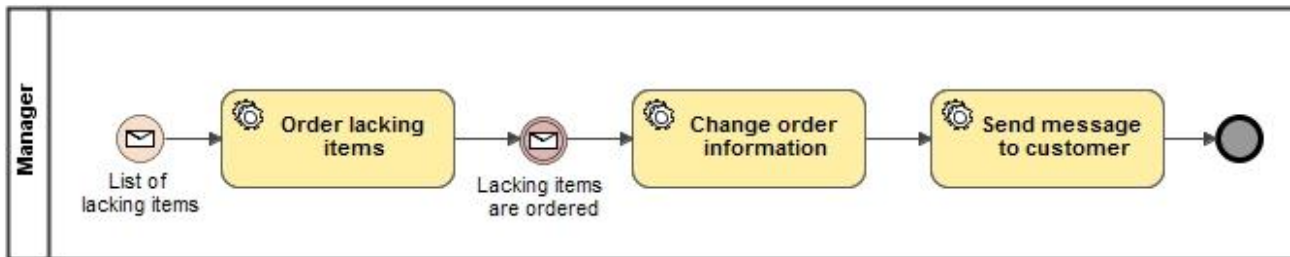 Manager
List of
lacking items
Order lacking
items
Lacking items
are ordered
Change order
information
Send message
to customer